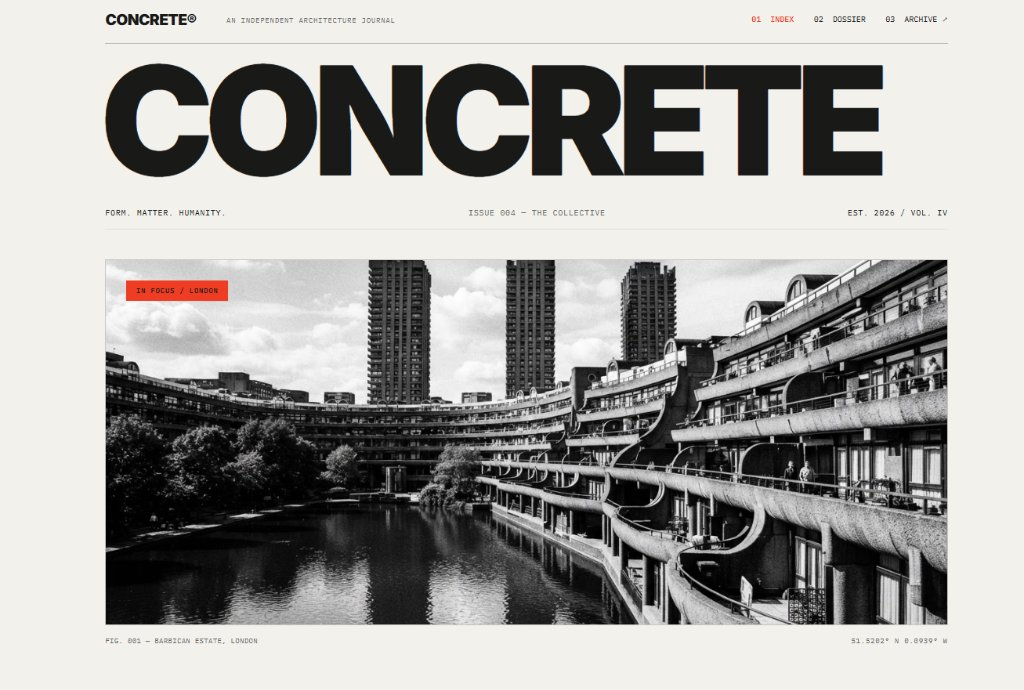 CONCRETE®
AN INDEPENDENT ARCHITECTURE JOURNAL
01 INDEX
02 DOSSIER
03 ARCHIVE ↗
CONCRETE
FORM. MATTER. HUMANITY.
ISSUE 004 — THE COLLECTIVE
EST. 2026 / VOL. IV
IN FOCUS / LONDON
FIG. 001 — BARBICAN ESTATE, LONDON
51.5202° N 0.0939° W